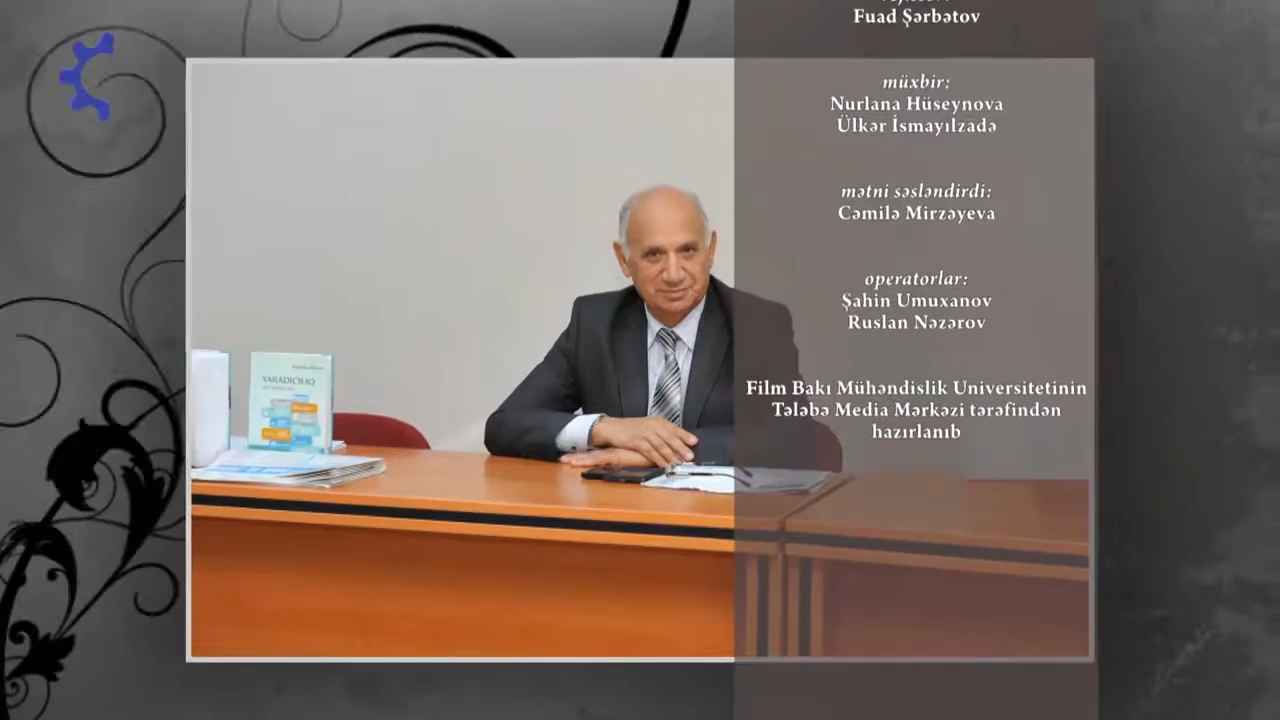 Fuad Şərbətov
müxbir:
Nurlana Hüseynova
Ülkər İsmayılzadə
mətni səsləndirdi:
Cəmilə Mirzəyeva
operatorlar:
Şahin Umuxanov
Ruslan Nəzərov
Film Bakı Mühəndislik Universitetinin
Tələbə Media Mərkəzi tərəfindən
hazırlanıb
YARADICILIQ